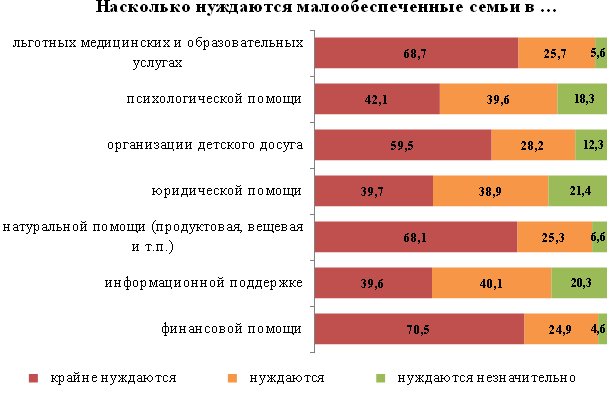 Насколько нуждаются малообеспеченные семьи в …
льготных медицинских и образовательных
услугах
68,7 25,7 5,6
психологической помощи
42,1 39,6 18,3
организации детского досуга
59,5 28,2 12,3
юридической помощи
39,7 38,9 21,4
натуральной помощи (продуктовая, вещевая
и т.п.)
68,1 25,3 6,6
информационной поддержке
39,6 40,1 20,3
финансовой помощи
70,5 24,9 4,6
крайне нуждаются нуждаются нуждаются незначительно